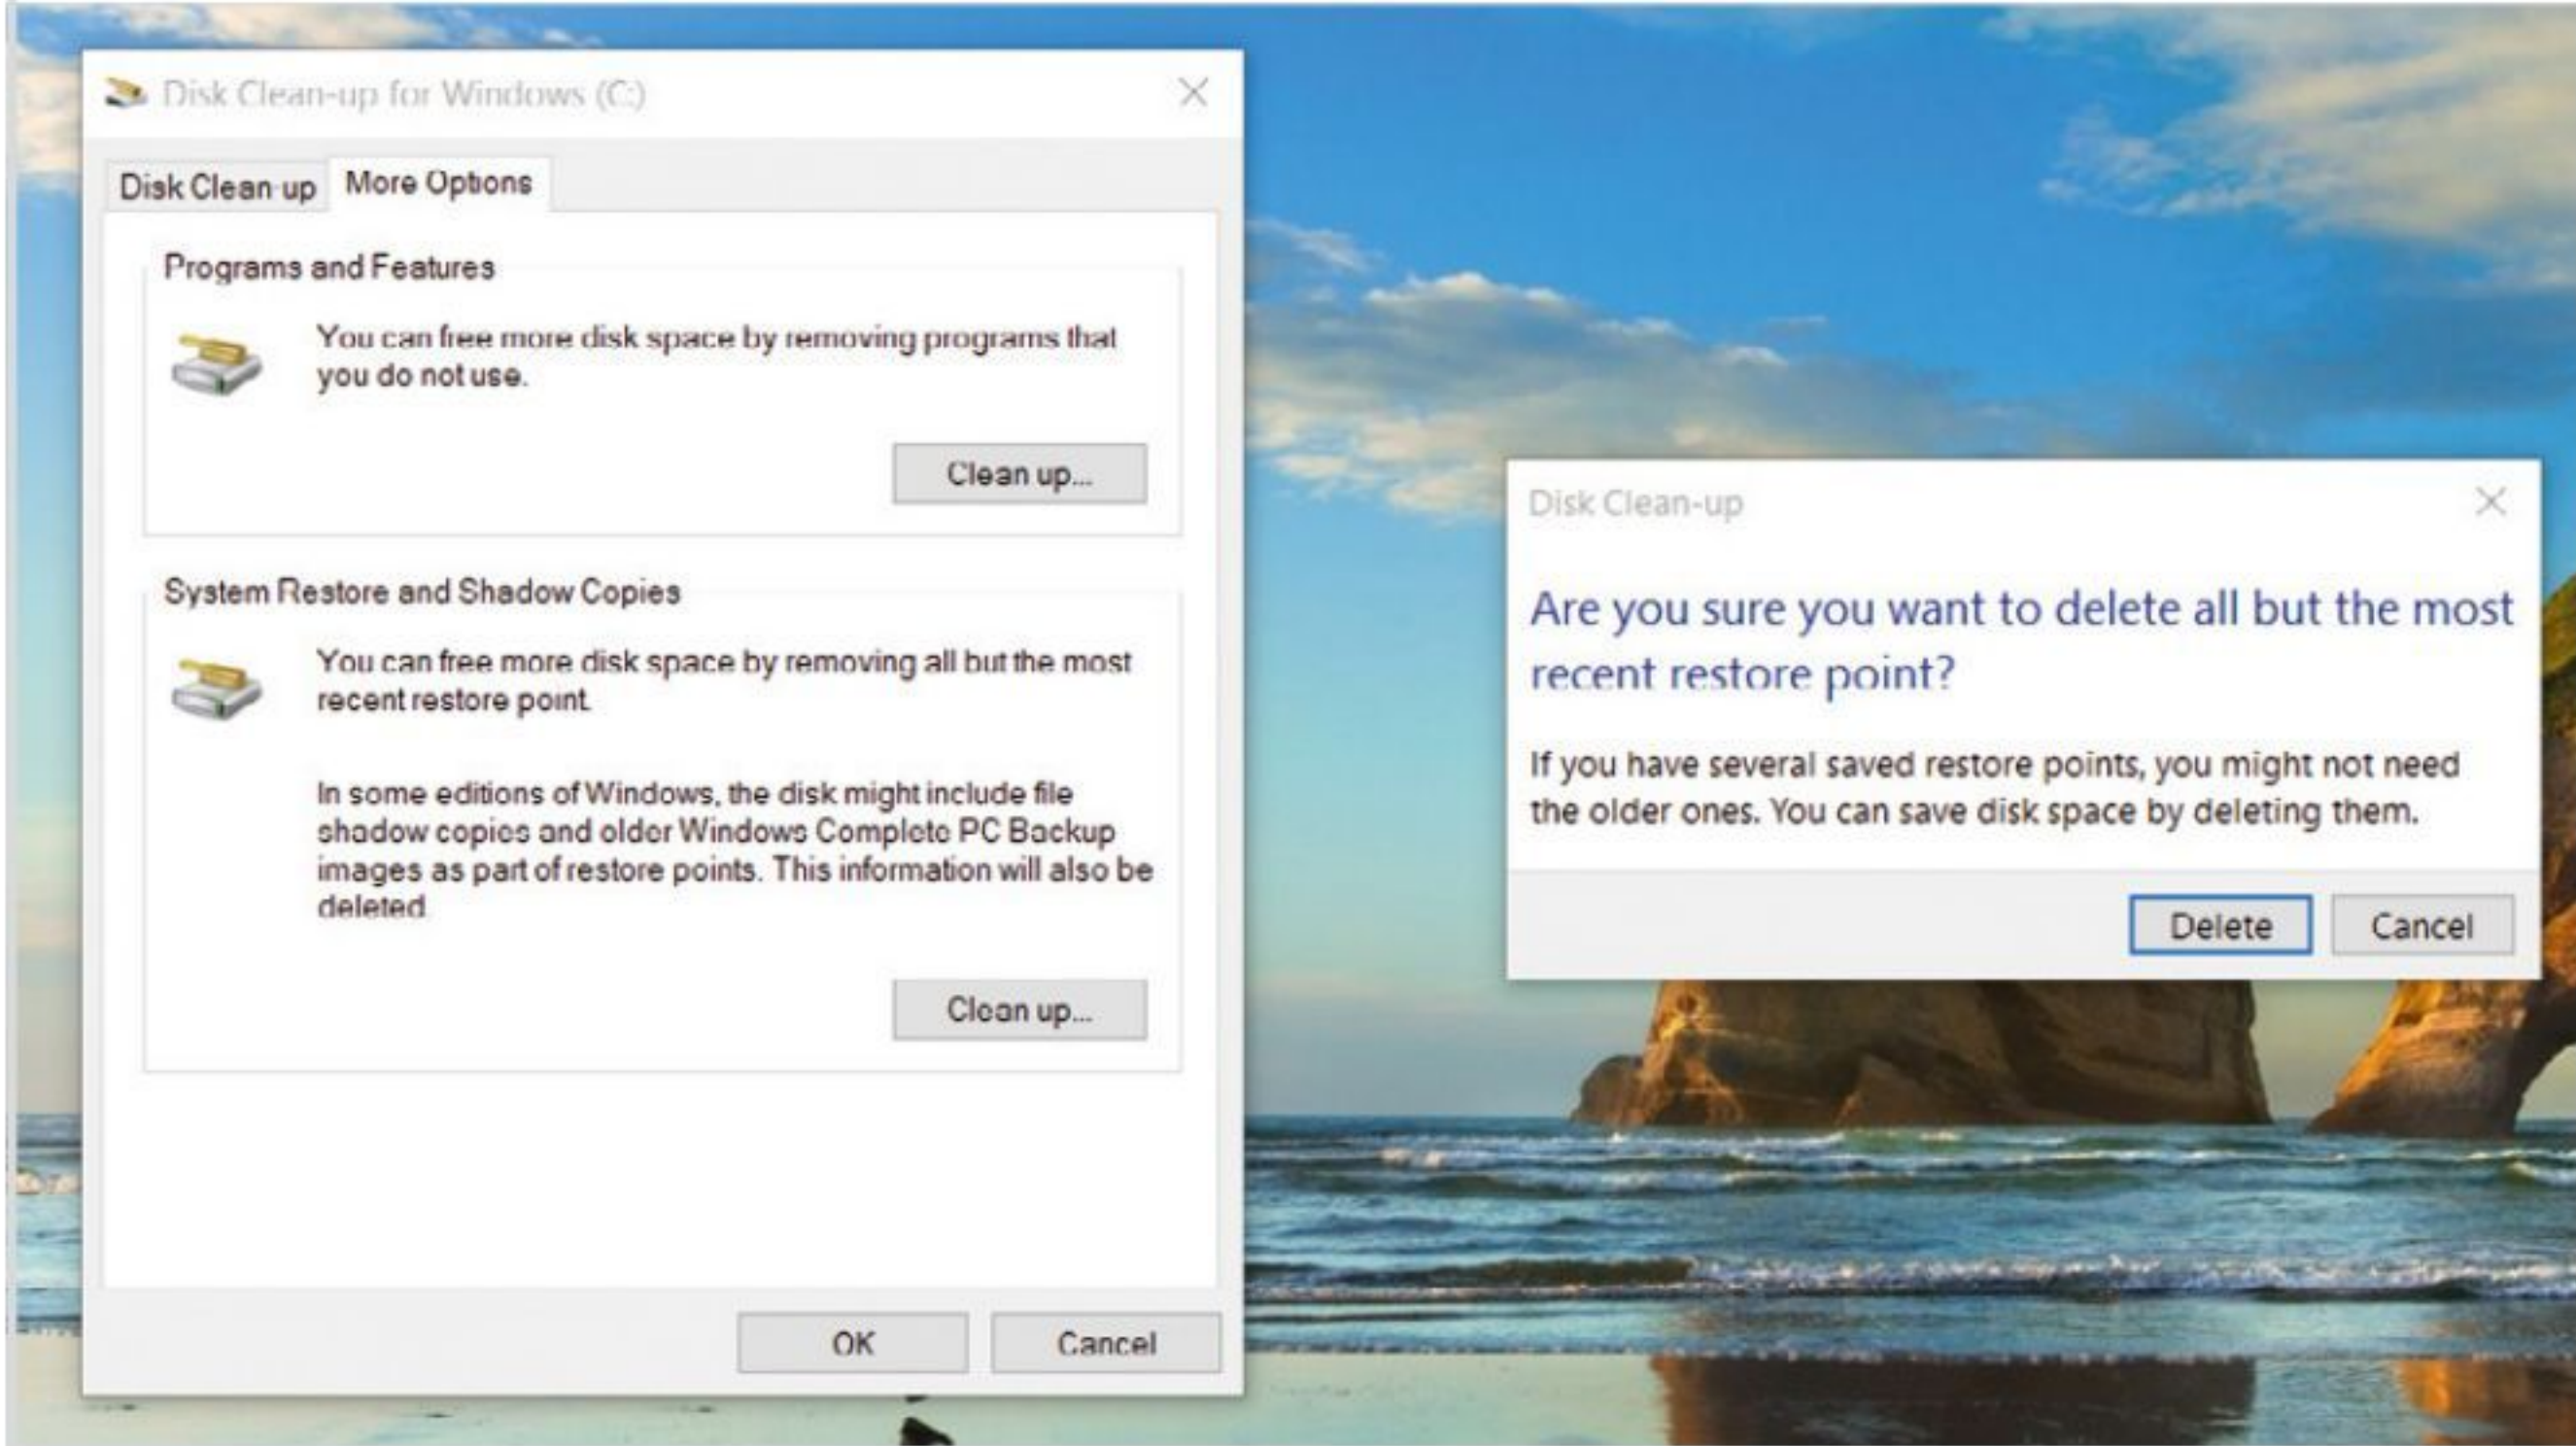 Disk Clean-up for Windows (C:)
Disk Clean-up
More Options
Programs and Features
You can free more disk space by removing programs that
you do not use.
Clean up...
System Restore and Shadow Copies
You can free more disk space by removing all but the most
recent restore point.
In some editions of Windows, the disk might include file
shadow copies and older Windows Complete PC Backup
images as part of restore points. This information will also be
deleted.
Clean up...
OK
Cancel
Disk Clean-up
Are you sure you want to delete all but the most
recent restore point?
If you have several saved restore points, you might not need
the older ones. You can save disk space by deleting them.
Delete
Cancel